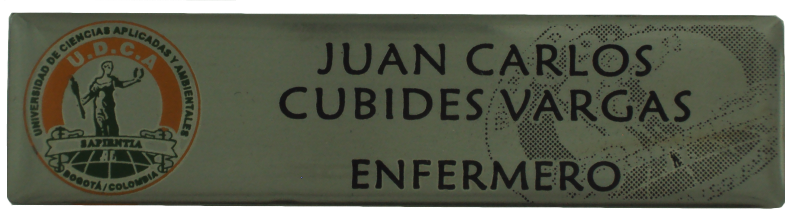 UNIVERSIDAD DE CIENCIAS APLICADAS Y AMBIENTALES
U.D.C.A
SAPIENTIA
BOGOTÁ / COLOMBIA
JUAN CARLOS
CUBIDES VARGAS
ENFERMERO